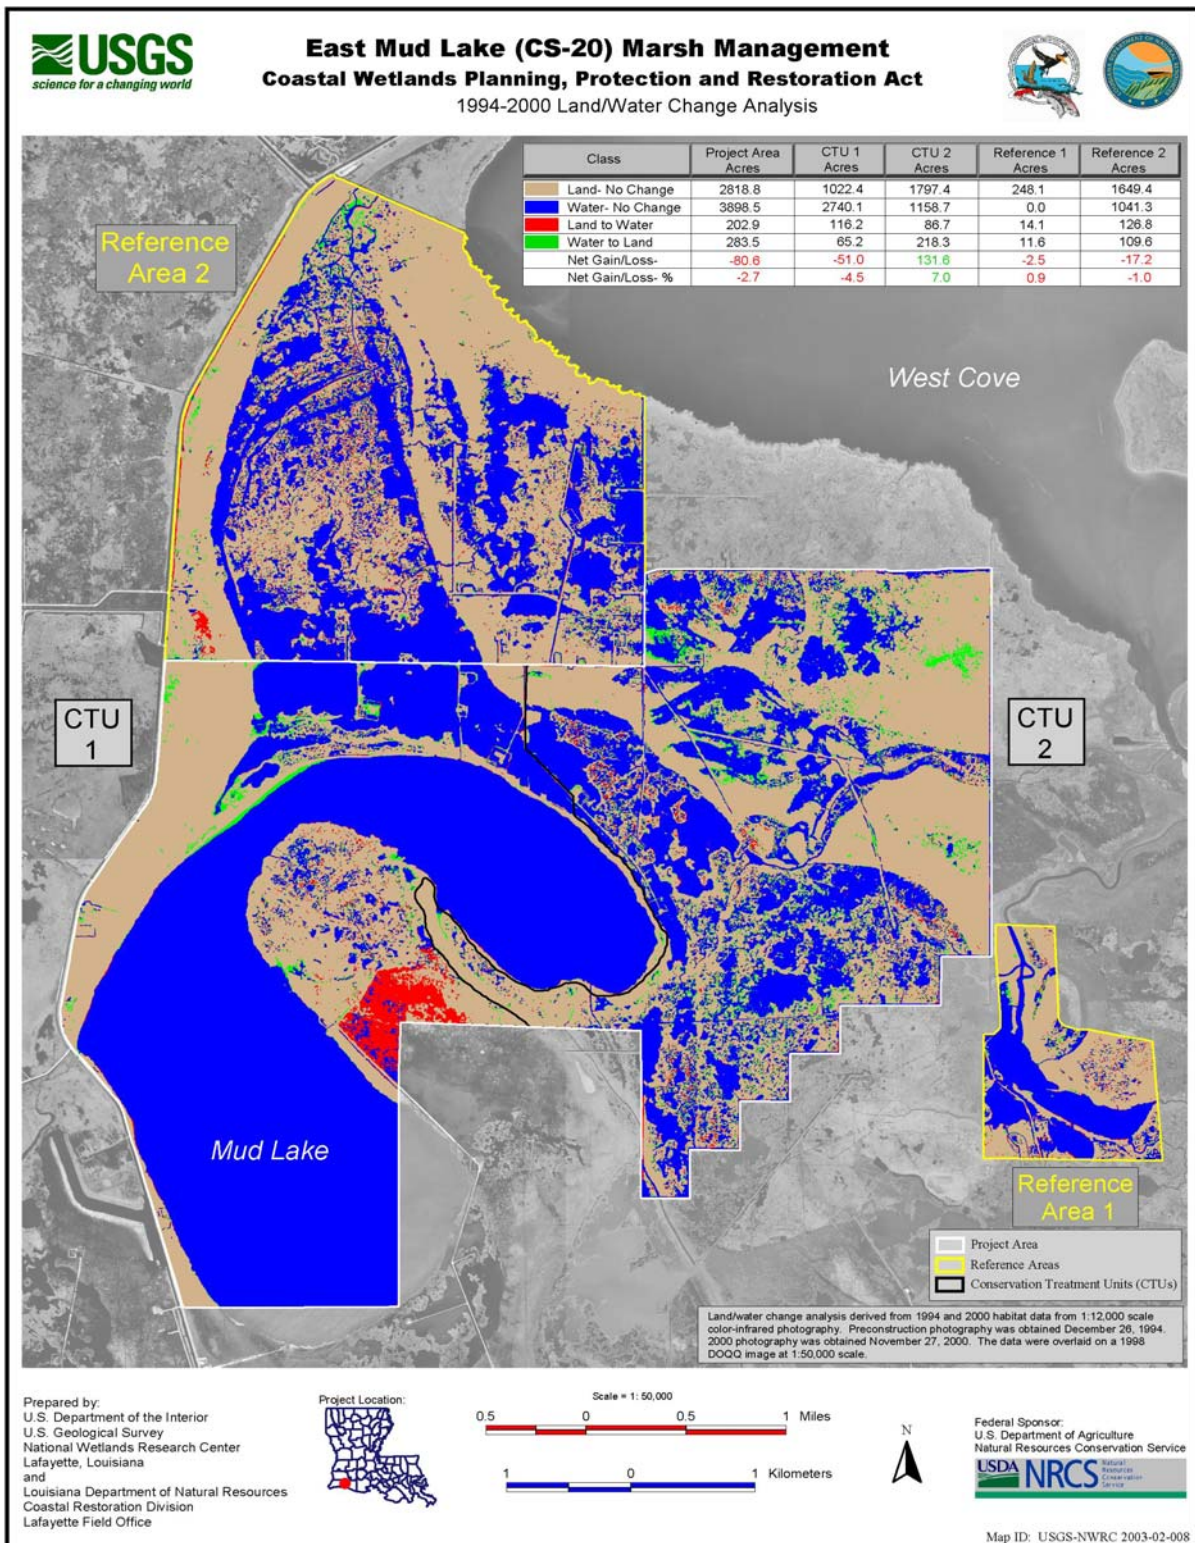 USGS
science for a changing world
East Mud Lake (CS-20) Marsh Management
Coastal Wetlands Planning, Protection and Restoration Act
1994-2000 Land/Water Change Analysis
Class Project Area Acres CTU 1 Acres CTU 2 Acres Reference 1 Acres Reference 2 Acres
Land- No Change 2818.8 1022.4 1797.4 248.1 1649.4
Water- No Change 3898.5 2740.1 1158.7 0.0 1041.3
Land to Water 202.9 116.2 86.7 14.1 126.8
Water to Land 283.5 65.2 218.3 11.6 109.6
Net Gain/Loss- -80.6 -51.0 131.6 -2.5 -17.2
Net Gain/Loss- % -2.7 -4.5 7.0 0.9 -1.0
Reference
Area 2
West Cove
CTU
1
CTU
2
Mud Lake
Reference
Area 1
Project Area
Reference Areas
Conservation Treatment Units (CTUs)
Land/water change analysis derived from 1994 and 2000 habitat data from 1:12,000 scale
color-infrared photography. Preconstruction photography was obtained December 26, 1994.
2000 photography was obtained November 27, 2000. The data were overlaid on a 1998
DOQQ image at 1:50,000 scale.
Prepared by:
U.S. Department of the Interior
U.S. Geological Survey
National Wetlands Research Center
Lafayette, Louisiana
and
Louisiana Department of Natural Resources
Coastal Restoration Division
Lafayette Field Office
Project Location:
Scale = 1: 50,000
0.5 0 0.5 1 Miles
1 0 1 Kilometers
N
Federal Sponsor:
U.S. Department of Agriculture
Natural Resources Conservation Service
USDA NRCS Natural
Resources
Conservation
Service
Map ID: USGS-NWRC 2003-02-008